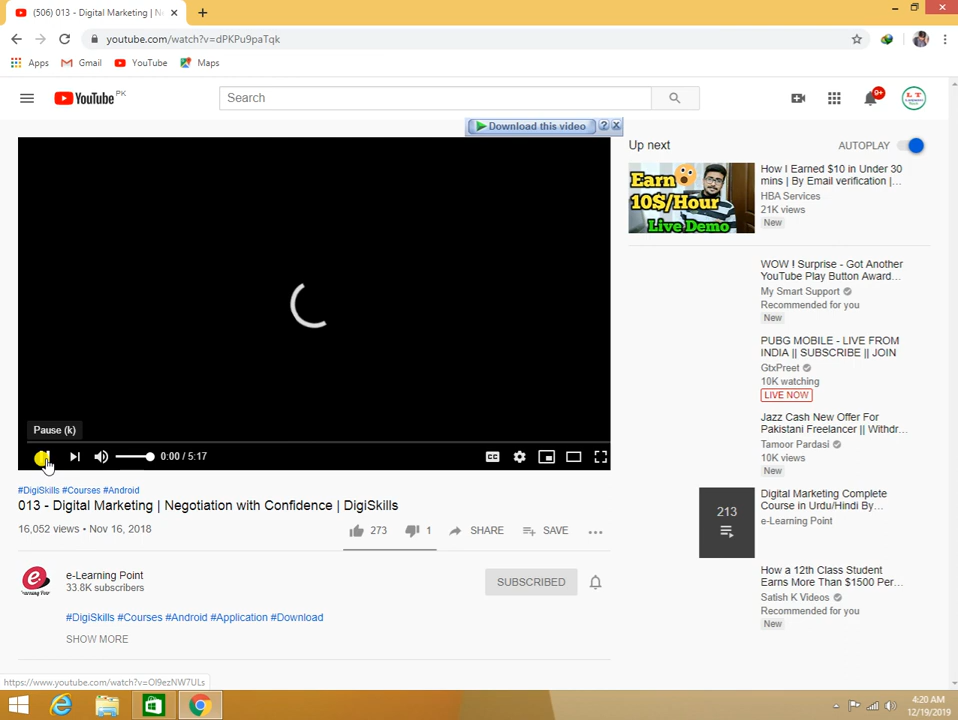 (506) 013 - Digital Marketing | N
youtube.com/watch?v=dPKPu9paTqk
Apps Gmail YouTube Maps
YouTube PK
Search
9+
LT
Download this video ? X
Up next
AUTOPLAY
Earn
10$/Hour
Live Demo
How I Earned $10 in Under 30
mins | By Email verification |...
HBA Services
21K views
New
WOW ! Surprise - Got Another
YouTube Play Button Award...
My Smart Support
Recommended for you
New
PUBG MOBILE - LIVE FROM
INDIA || SUBSCRIBE || JOIN
GtxPreet
10K watching
LIVE NOW
Jazz Cash New Offer For
Pakistani Freelancer || Withdr...
Tamoor Pardasi
10K views
New
213
Digital Marketing Complete
Course in Urdu/Hindi By...
e-Learning Point
How a 12th Class Student
Earns More Than $1500 Per...
Satish K Videos
Recommended for you
New
Pause (k)
0:00 / 5:17
CC
#DigiSkills #Courses #Android
013 - Digital Marketing | Negotiation with Confidence | DigiSkills
16,052 views • Nov 16, 2018
273 1 SHARE SAVE
e-Learning Point
33.8K subscribers
SUBSCRIBED
#DigiSkills #Courses #Android #Application #Download
SHOW MORE
https://www.youtube.com/watch?v=Ol9ezNW7ULs
4:20 AM
12/19/2019